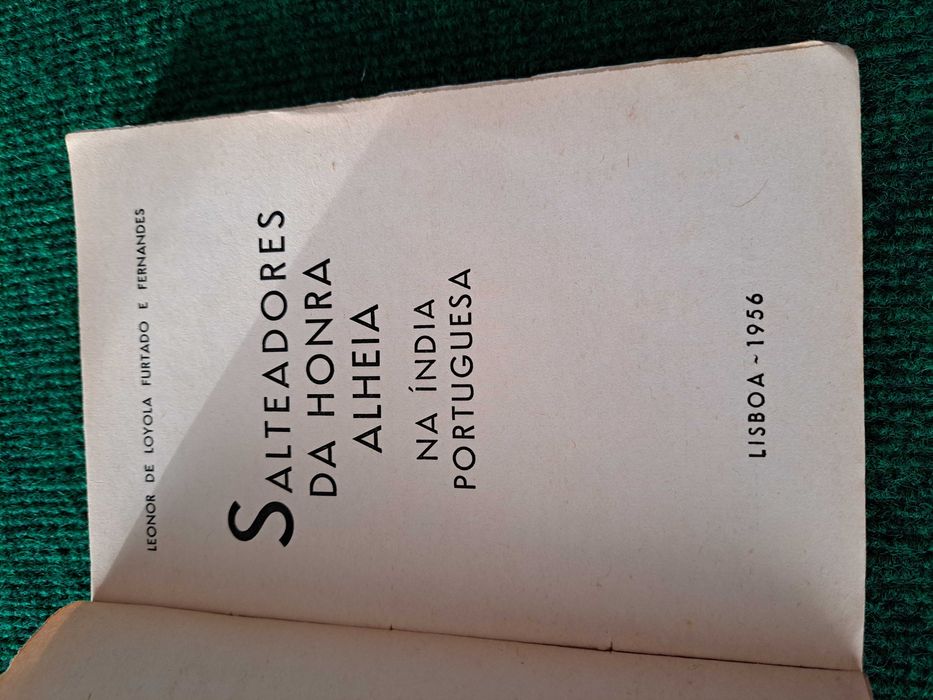 LEONOR DE LOYOLA FURTADO E FERNANDES
SALTEADORES
DA HONRA
ALHEIA
NA ÍNDIA
PORTUGUESA
LISBOA ~ 1956